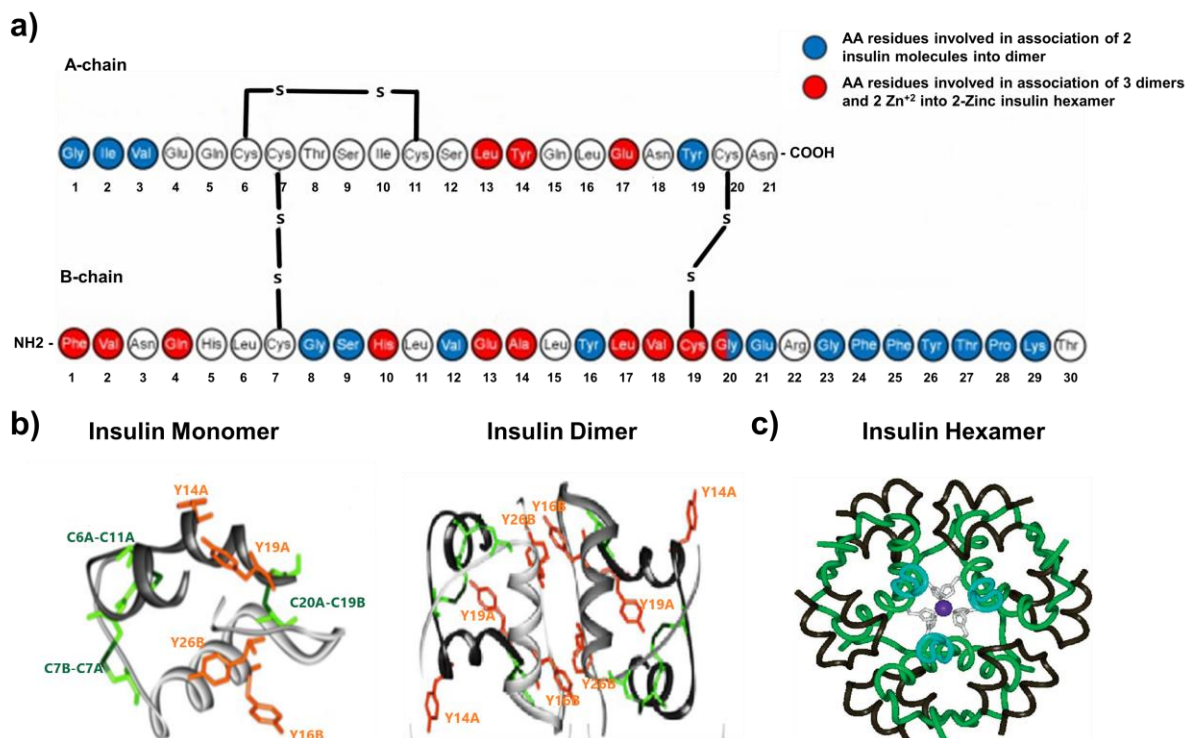 a)
AA residues involved in association of 2
insulin molecules into dimer
AA residues involved in association of 3 dimers
and 2 Zn+2 into 2-Zinc insulin hexamer
A-chain
S S
Gly Ile Val Glu Gln Cys Cys Thr Ser Ile Cys Ser Leu Tyr Gln Leu Glu Asn Tyr Cys Asn - COOH
1 2 3 4 5 6 7 8 9 10 11 12 13 14 15 16 17 18 19 20 21
S S
S S
B-chain
NH2 - Phe Val Asn Gln His Leu Cys Gly Ser His Leu Val Glu Ala Leu Tyr Leu Val Cys Gly Glu Arg Gly Phe Phe Tyr Thr Pro Lys Thr
1 2 3 4 5 6 7 8 9 10 11 12 13 14 15 16 17 18 19 20 21 22 23 24 25 26 27 28 29 30
b) Insulin Monomer Insulin Dimer c) Insulin Hexamer
Y14A
C6A-C11A
Y19A
C20A-C19B
Y26B
C7B-C7A
Y16B
Y14A
Y16B
Y26B
Y19A
Y19A
Y26B
Y16B
Y14A